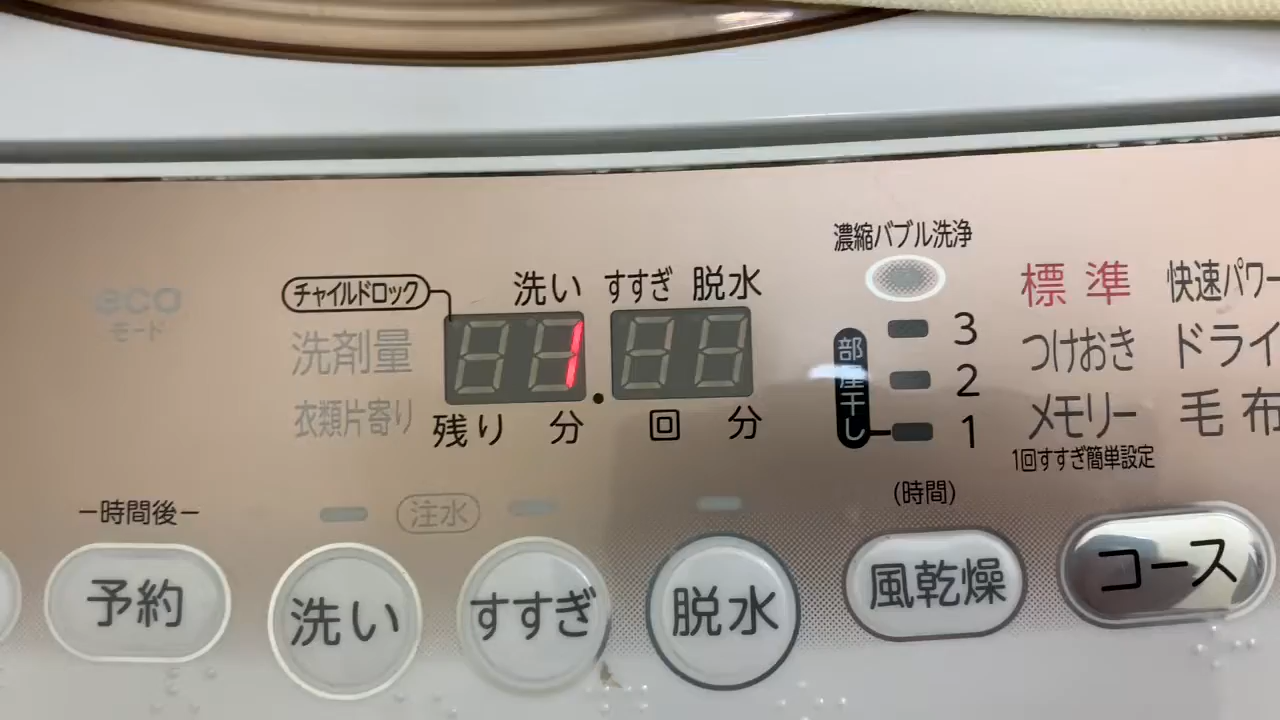 濃縮バブル洗浄
eco
モード
チャイルドロック
洗い すすぎ 脱水
標準 快速パワー
洗剤量
1
3
つけおき ドライ
衣類片寄り
部屋干し
2
残り 分 回 分
1
メモリー 毛布
1回すすぎ簡単設定
(時間)
−時間後−
注水
予約
洗い
すすぎ
脱水
風乾燥
コース